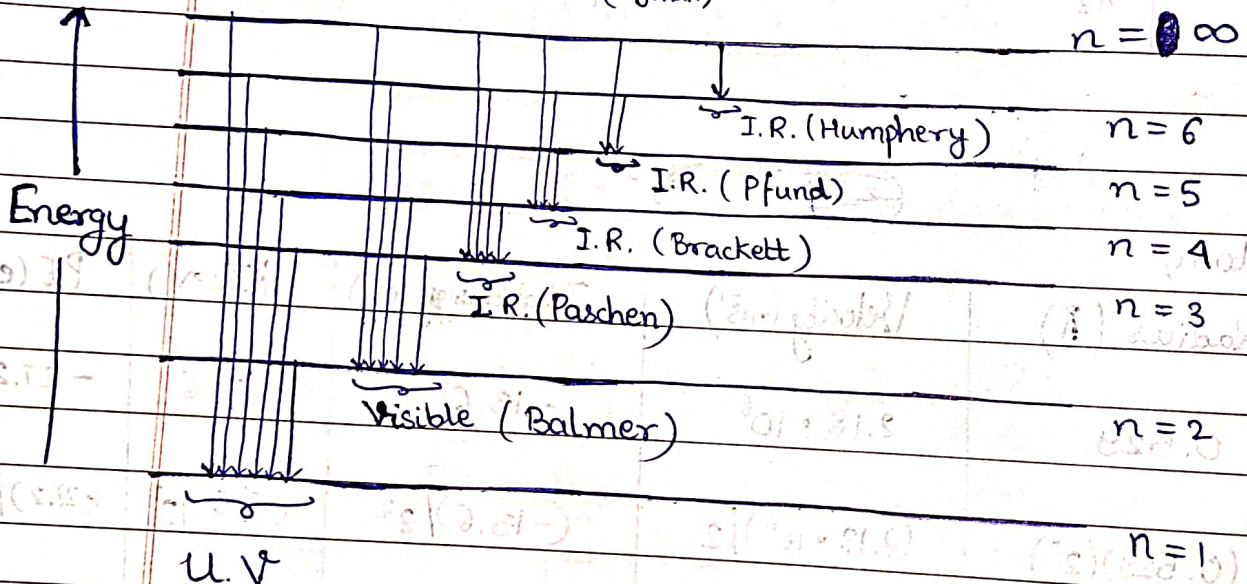 n = ∞
I.R. (Humphery)
n = 6
I.R. (Pfund)
n = 5
Energy
I.R. (Brackett)
n = 4
I.R. (Paschen)
n = 3
Visible (Balmer)
n = 2
n = 1
U.V